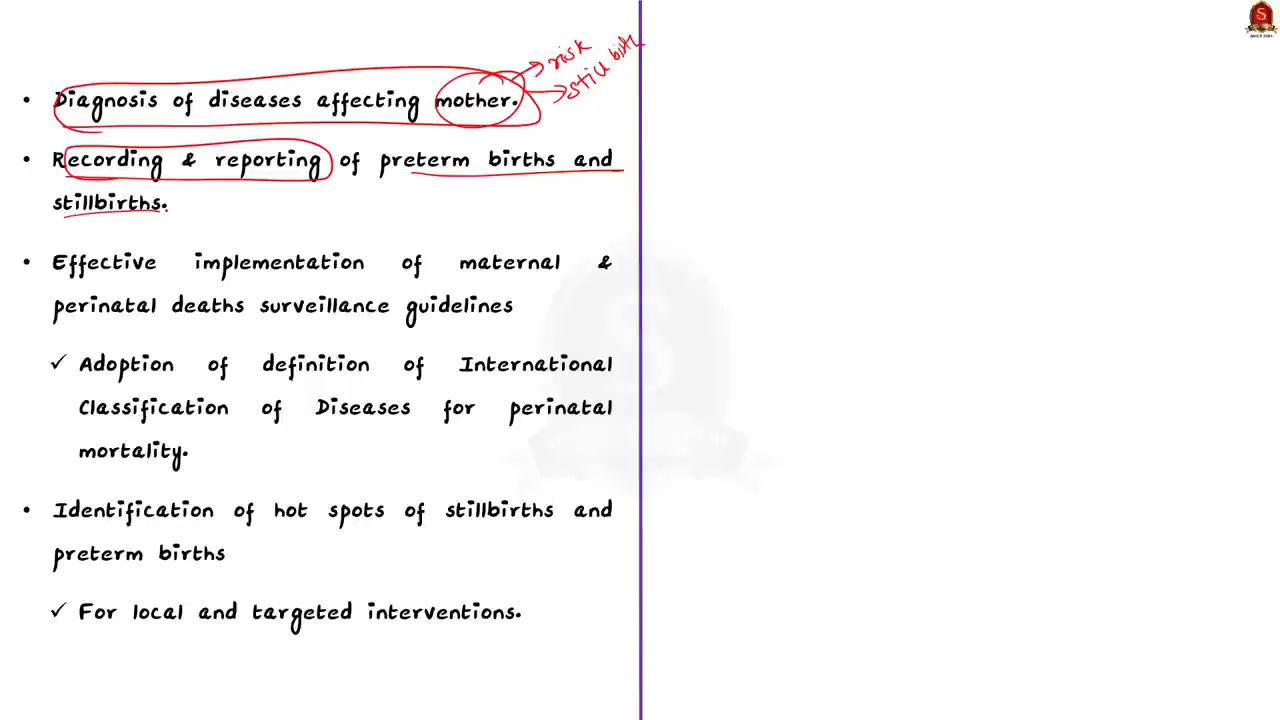 risk
still birth
• Diagnosis of diseases affecting mother.
• Recording & reporting of preterm births and
stillbirths.
• Effective implementation of maternal &
perinatal deaths surveillance guidelines
✓ Adoption of definition of International
Classification of Diseases for perinatal
mortality.
• Identification of hot spots of stillbirths and
preterm births
✓ For local and targeted interventions.